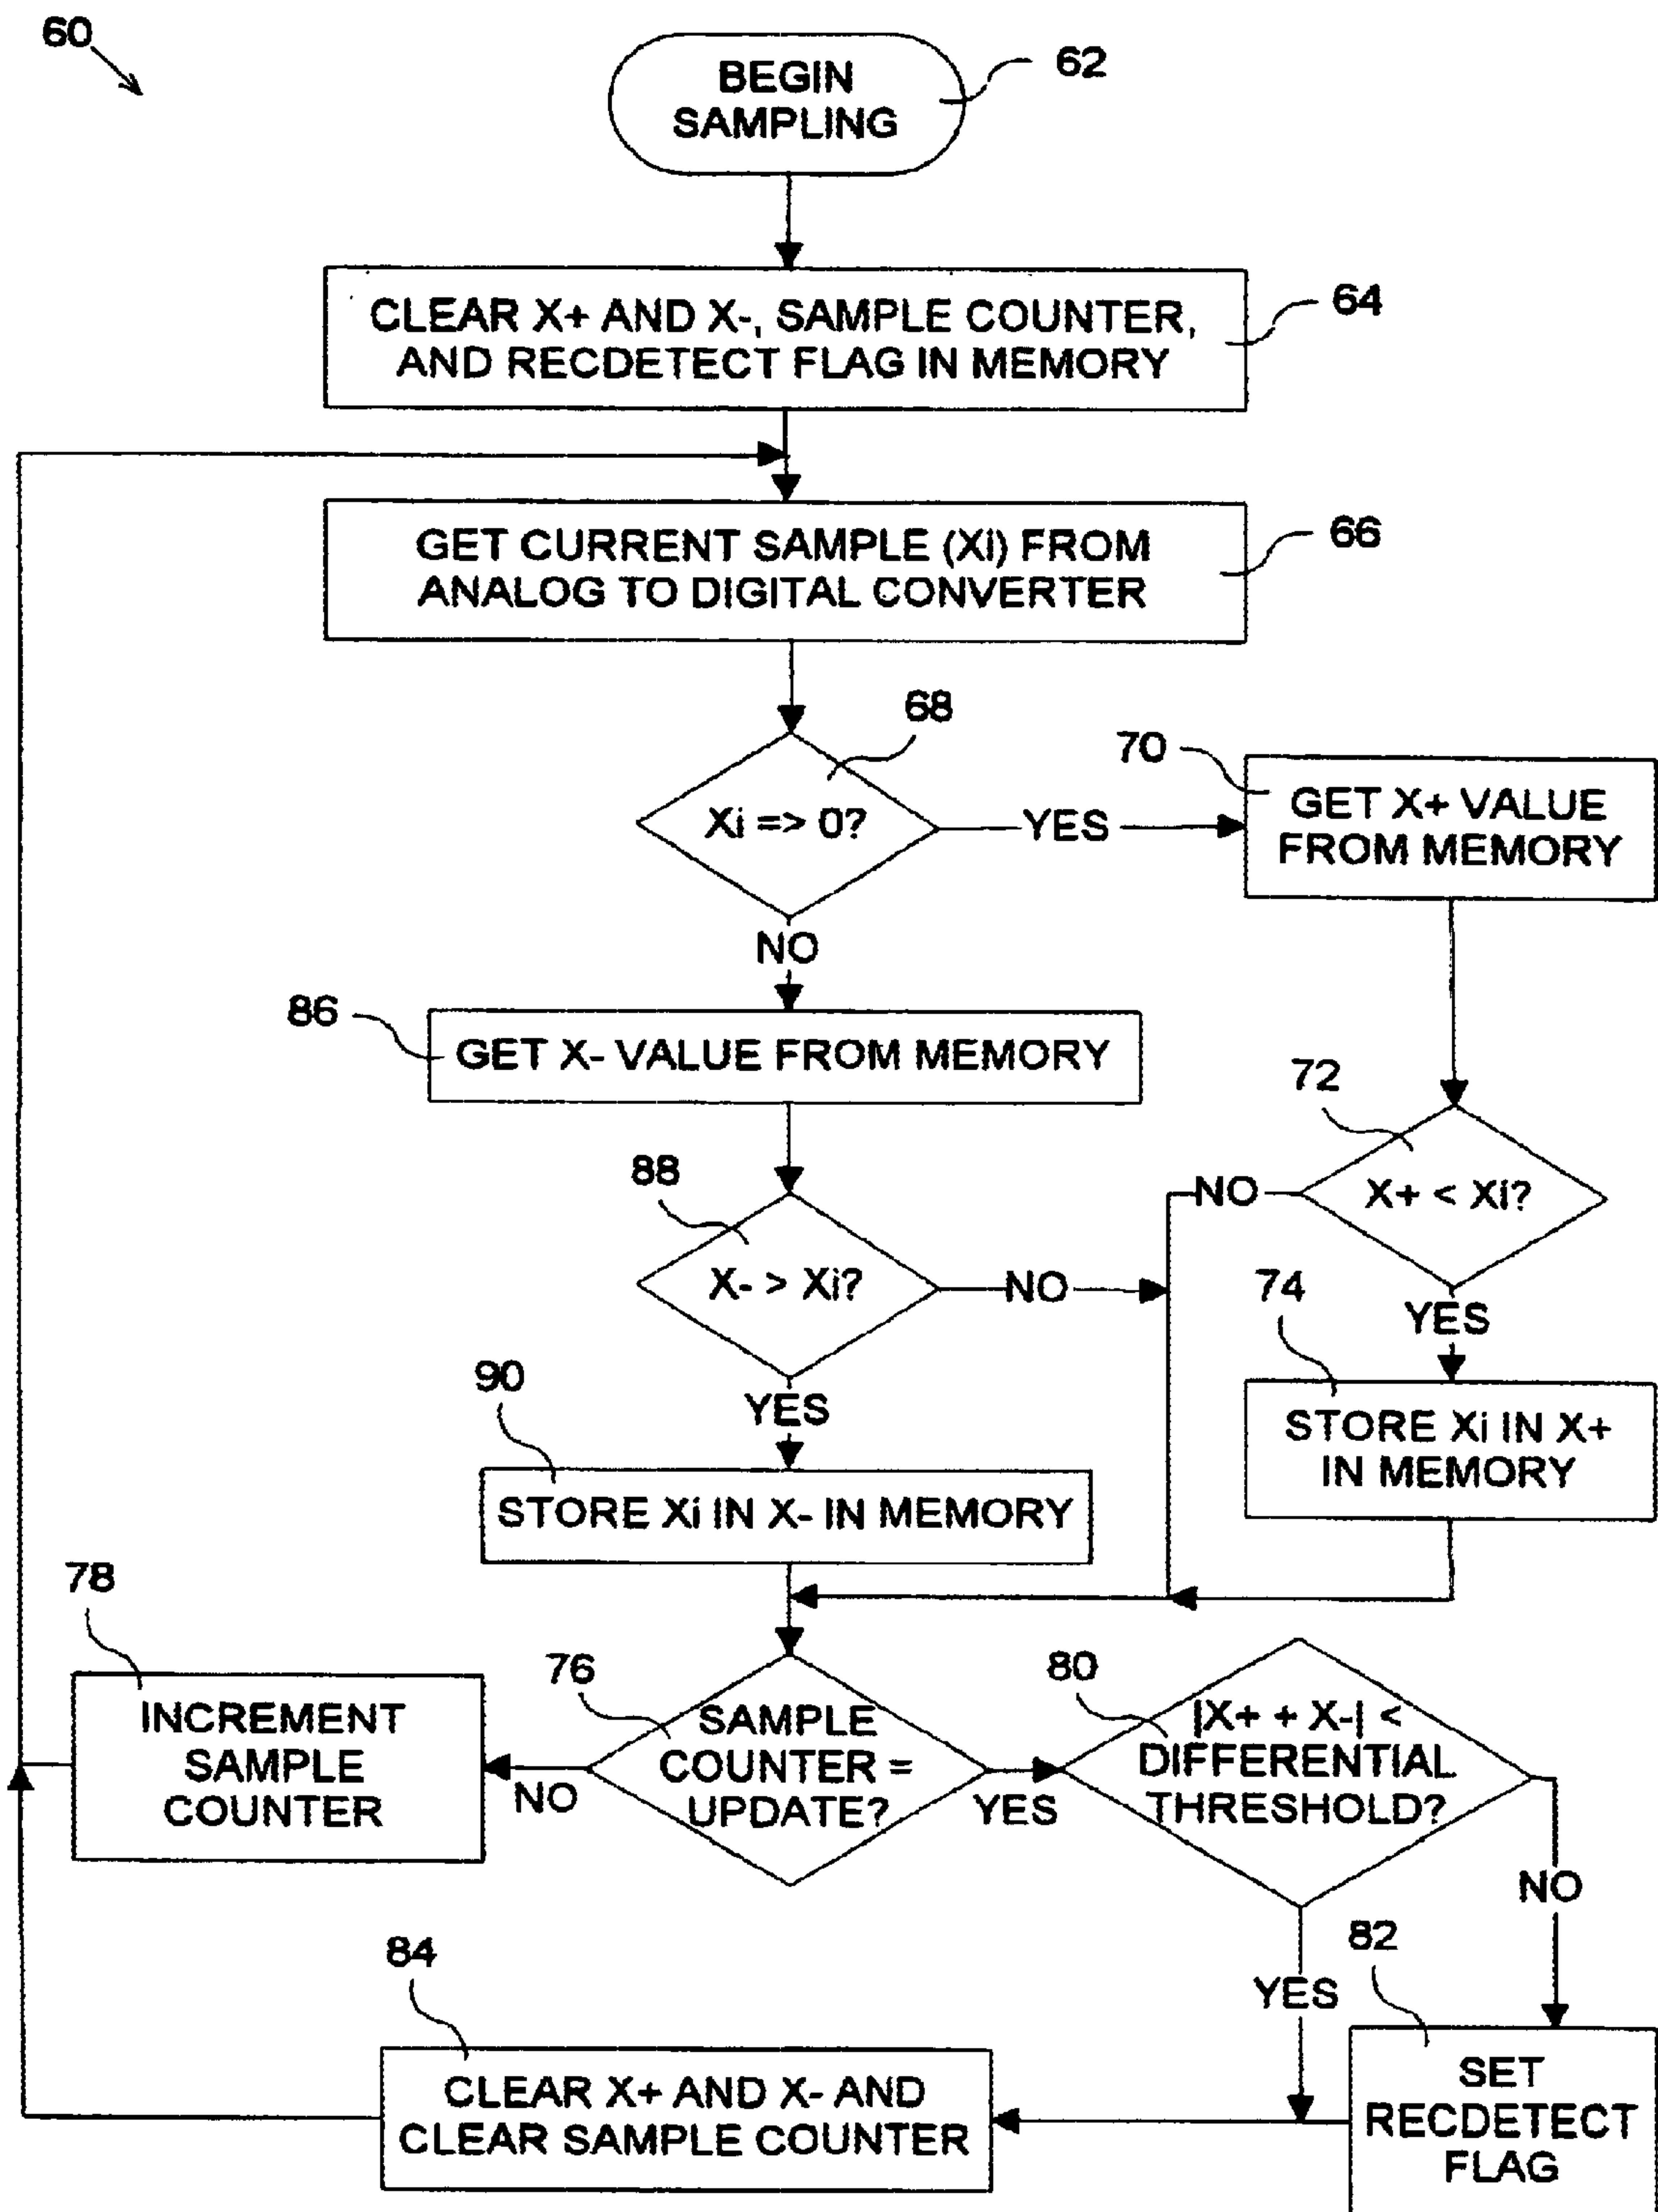 60
BEGIN
SAMPLING
62
CLEAR X+ AND X-, SAMPLE COUNTER,
AND RECDETECT FLAG IN MEMORY
64
GET CURRENT SAMPLE (Xi) FROM
ANALOG TO DIGITAL CONVERTER
66
68
Xi => 0?
YES
70
GET X+ VALUE
FROM MEMORY
NO
86
GET X- VALUE FROM MEMORY
72
X+ < Xi?
NO
88
X- > Xi?
NO
YES
74
STORE Xi IN X+
IN MEMORY
90
YES
STORE Xi IN X- IN MEMORY
78
INCREMENT
SAMPLE
COUNTER
76
SAMPLE
COUNTER =
UPDATE?
NO
YES
80
|X+ + X-| <
DIFFERENTIAL
THRESHOLD?
NO
YES
82
SET
RECDETECT
FLAG
84
CLEAR X+ AND X- AND
CLEAR SAMPLE COUNTER